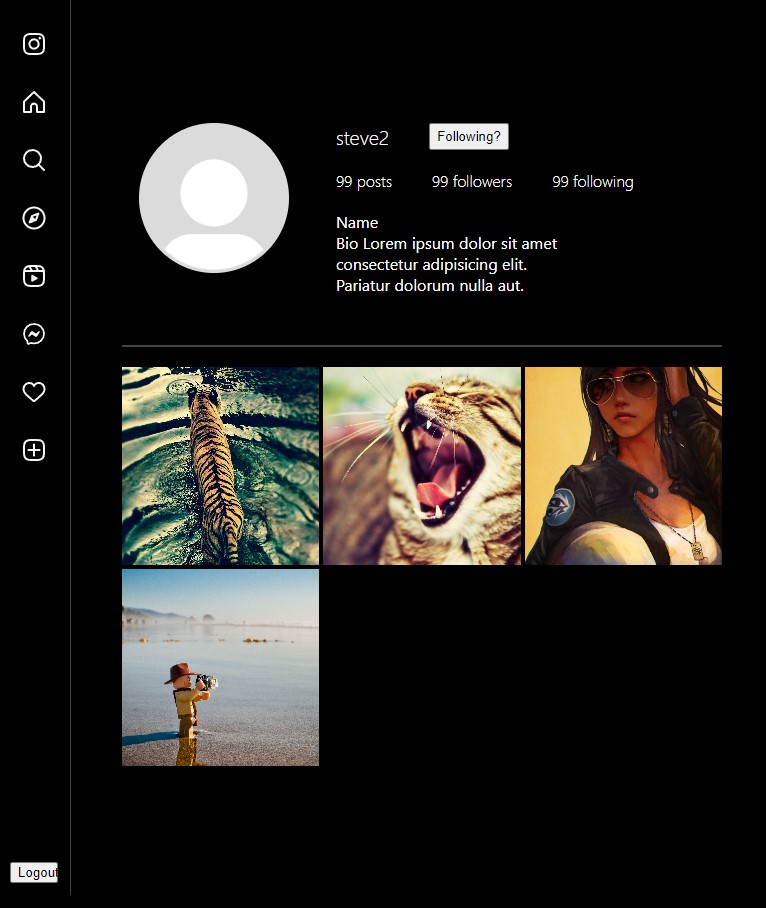 steve2
Following?
99 posts
99 followers
99 following
Name
Bio Lorem ipsum dolor sit amet
consectetur adipisicing elit.
Pariatur dolorum nulla aut.
Logout